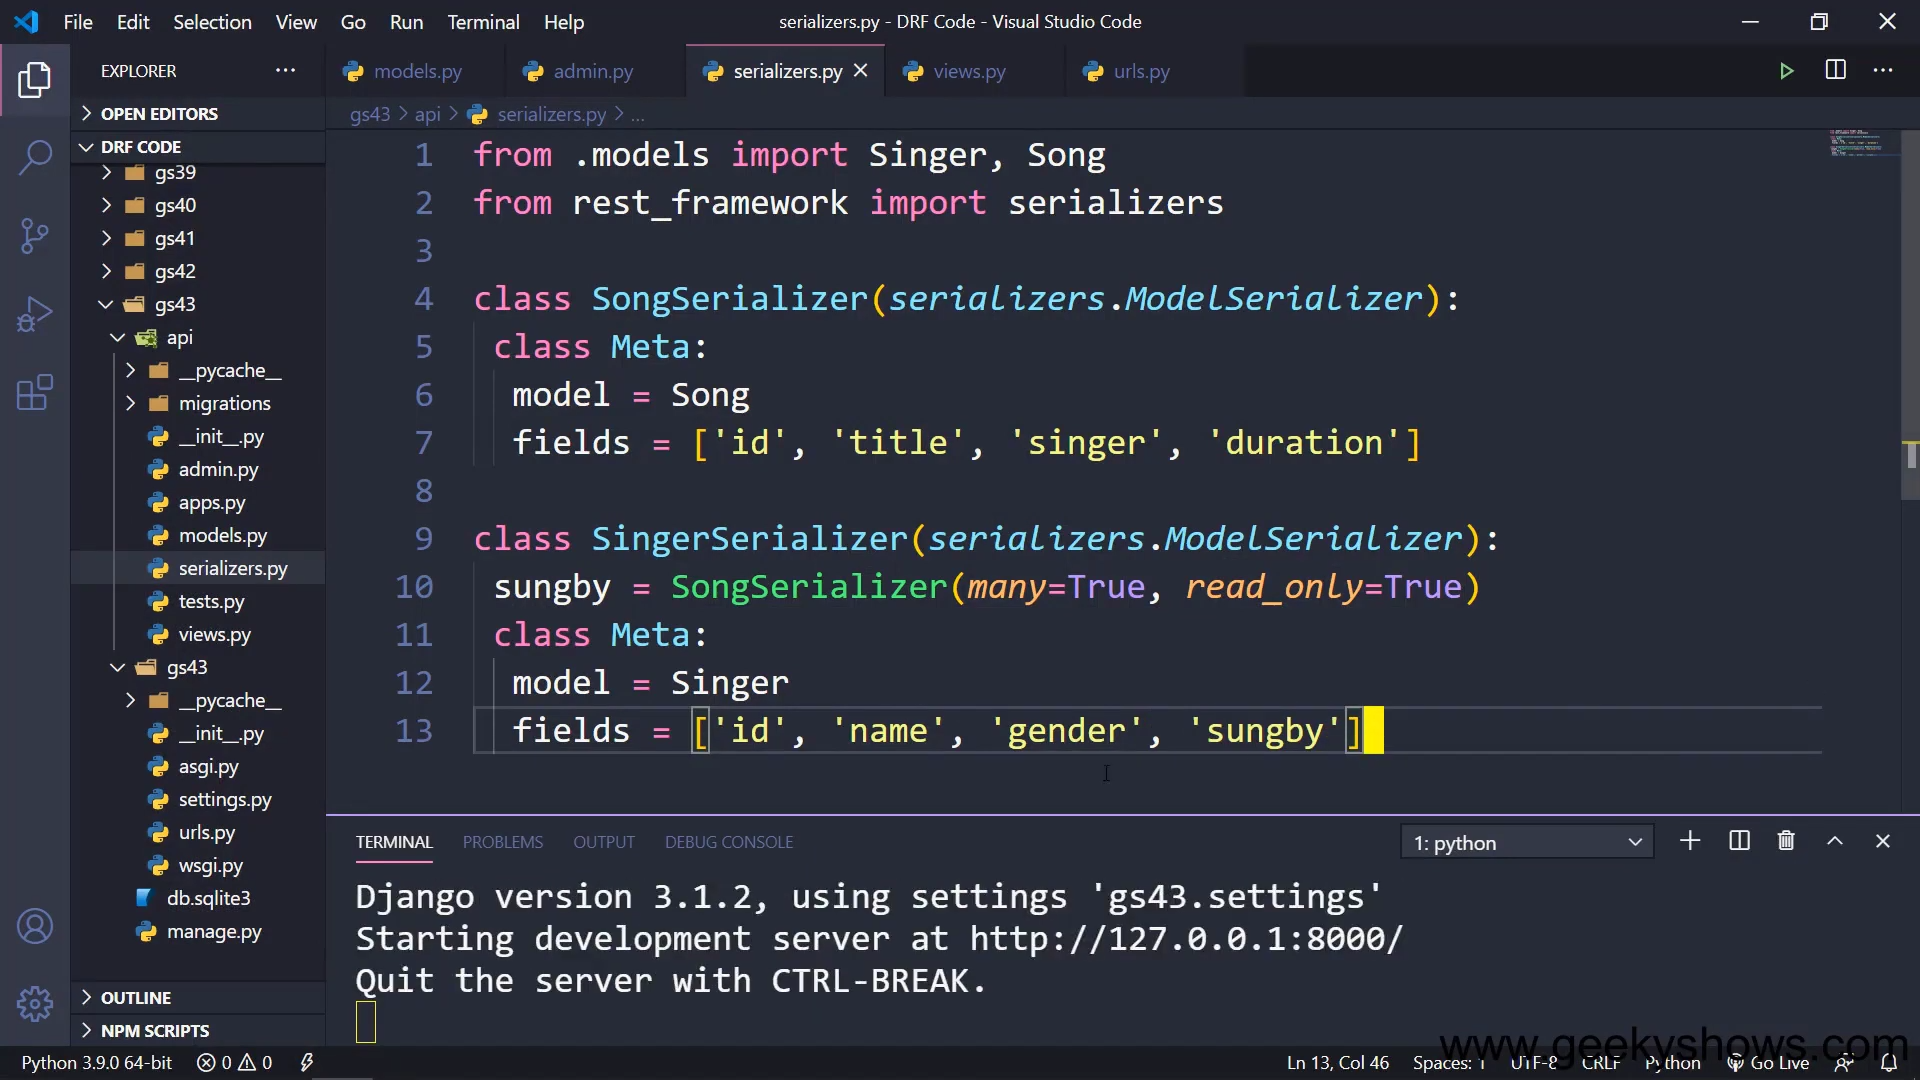 File Edit Selection View Go Run Terminal Help
serializers.py - DRF Code - Visual Studio Code
EXPLORER
models.py admin.py serializers.py views.py urls.py
OPEN EDITORS
gs43 > api > serializers.py > ...
DRF CODE
gs39
gs40
gs41
gs42
gs43
api
__pycache__
migrations
__init__.py
admin.py
apps.py
models.py
serializers.py
tests.py
views.py
gs43
__pycache__
__init__.py
asgi.py
settings.py
urls.py
wsgi.py
db.sqlite3
manage.py
OUTLINE
NPM SCRIPTS
1 from .models import Singer, Song
2 from rest_framework import serializers
3
4 class SongSerializer(serializers.ModelSerializer):
5 class Meta:
6 model = Song
7 fields = ['id', 'title', 'singer', 'duration']
8
9 class SingerSerializer(serializers.ModelSerializer):
10 sungby = SongSerializer(many=True, read_only=True)
11 class Meta:
12 model = Singer
13 fields = ['id', 'name', 'gender', 'sungby']
TERMINAL PROBLEMS OUTPUT DEBUG CONSOLE
1: python
Django version 3.1.2, using settings 'gs43.settings'
Starting development server at http://127.0.0.1:8000/
Quit the server with CTRL-BREAK.
www.geekyshows.com
Python 3.9.0 64-bit 0 0
Ln 13, Col 46 Spaces: 1 UTF-8 CRLF Python Go Live